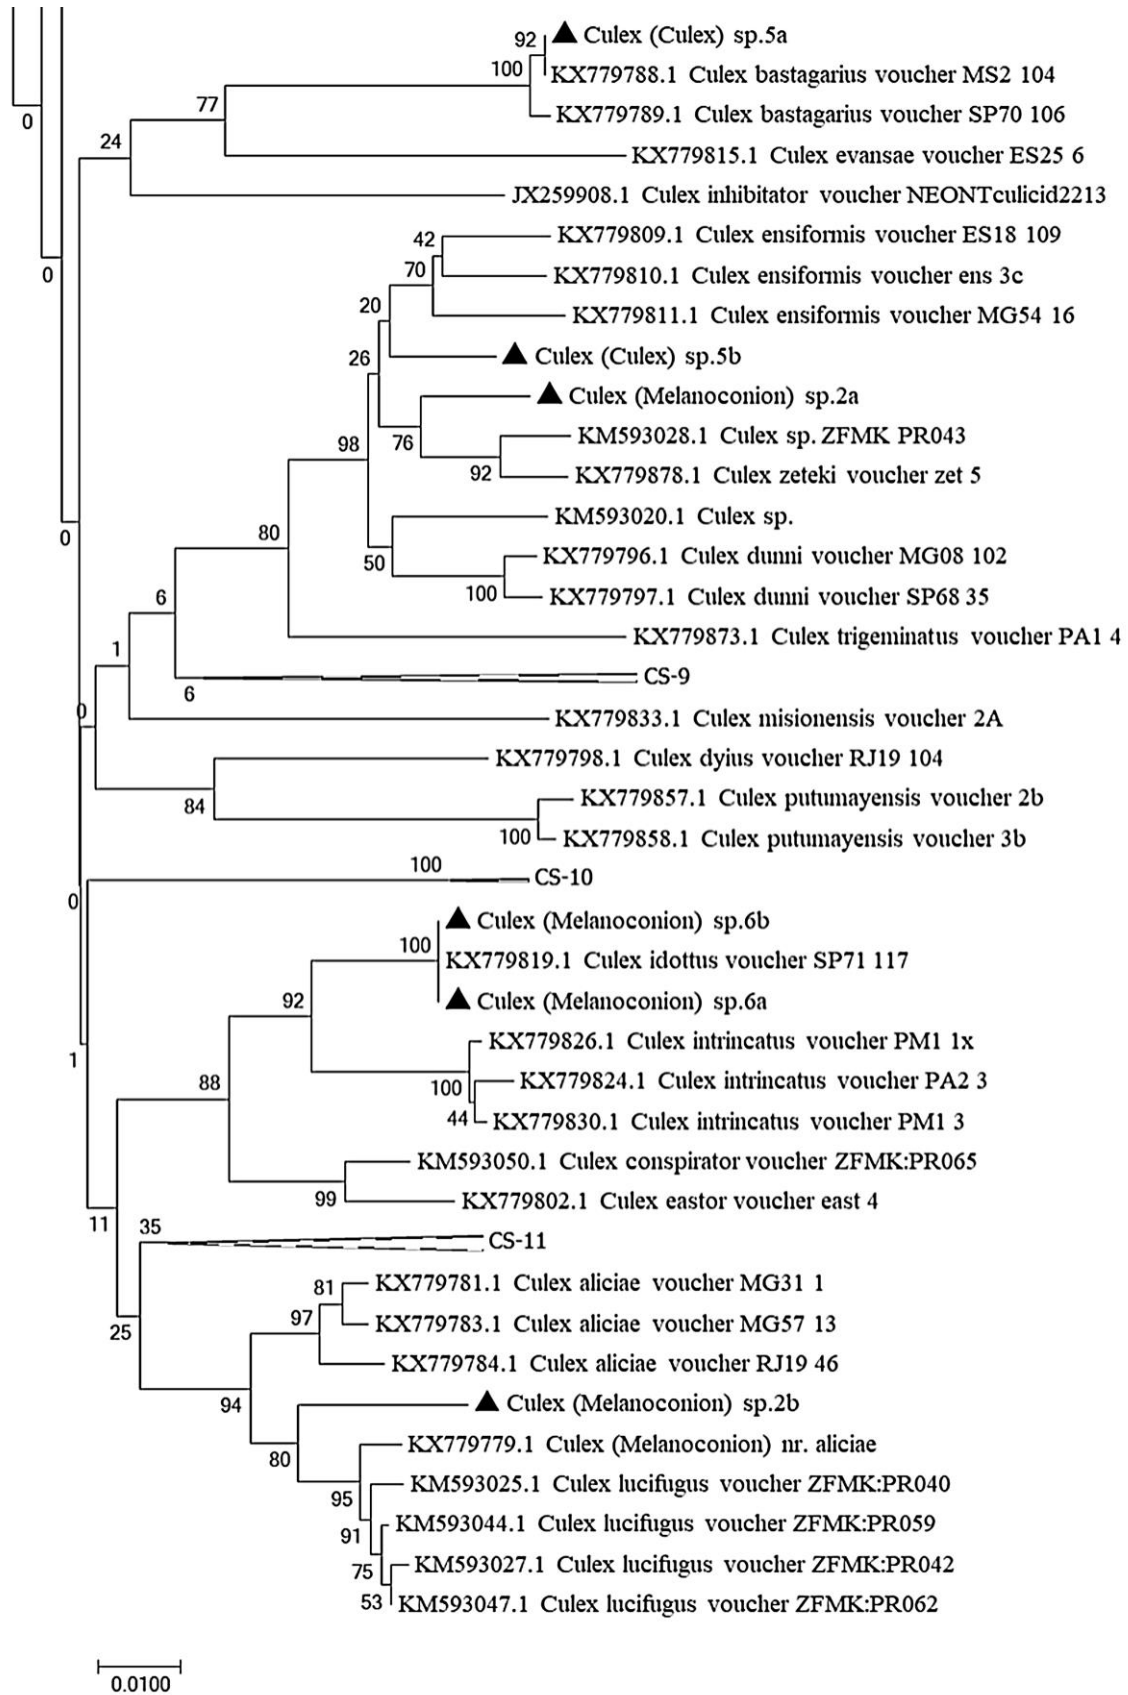 92
▲ Culex (Culex) sp.5a
100
KX779788.1 Culex bastagarius voucher MS2 104
77
KX779789.1 Culex bastagarius voucher SP70 106
0
24
KX779815.1 Culex evansae voucher ES25 6
JX259908.1 Culex inhibitator voucher NEONTculicid2213
42
KX779809.1 Culex ensiformis voucher ES18 109
0
70
KX779810.1 Culex ensiformis voucher ens 3c
20
KX779811.1 Culex ensiformis voucher MG54 16
26
▲ Culex (Culex) sp.5b
▲ Culex (Melanoconion) sp.2a
98
76
KM593028.1 Culex sp. ZFMK PR043
92
KX779878.1 Culex zeteki voucher zet 5
0
80
KM593020.1 Culex sp.
50
KX779796.1 Culex dunni voucher MG08 102
6
100
KX779797.1 Culex dunni voucher SP68 35
1
KX779873.1 Culex trigeminatus voucher PA1 4
6
CS-9
0
KX779833.1 Culex misionensis voucher 2A
KX779798.1 Culex dyius voucher RJ19 104
84
KX779857.1 Culex putumayensis voucher 2b
100
KX779858.1 Culex putumayensis voucher 3b
0
100
CS-10
▲ Culex (Melanoconion) sp.6b
100
KX779819.1 Culex idottus voucher SP71 117
92
▲ Culex (Melanoconion) sp.6a
1
KX779826.1 Culex intrincatus voucher PM1 1x
88
100
KX779824.1 Culex intrincatus voucher PA2 3
44
KX779830.1 Culex intrincatus voucher PM1 3
KM593050.1 Culex conspirator voucher ZFMK:PR065
99
KX779802.1 Culex eastor voucher east 4
11
35
CS-11
81
KX779781.1 Culex aliciae voucher MG31 1
25
97
KX779783.1 Culex aliciae voucher MG57 13
KX779784.1 Culex aliciae voucher RJ19 46
94
▲ Culex (Melanoconion) sp.2b
80
KX779779.1 Culex (Melanoconion) nr. aliciae
95
KM593025.1 Culex lucifugus voucher ZFMK:PR040
91
KM593044.1 Culex lucifugus voucher ZFMK:PR059
75
KM593027.1 Culex lucifugus voucher ZFMK:PR042
53
KM593047.1 Culex lucifugus voucher ZFMK:PR062
0.0100